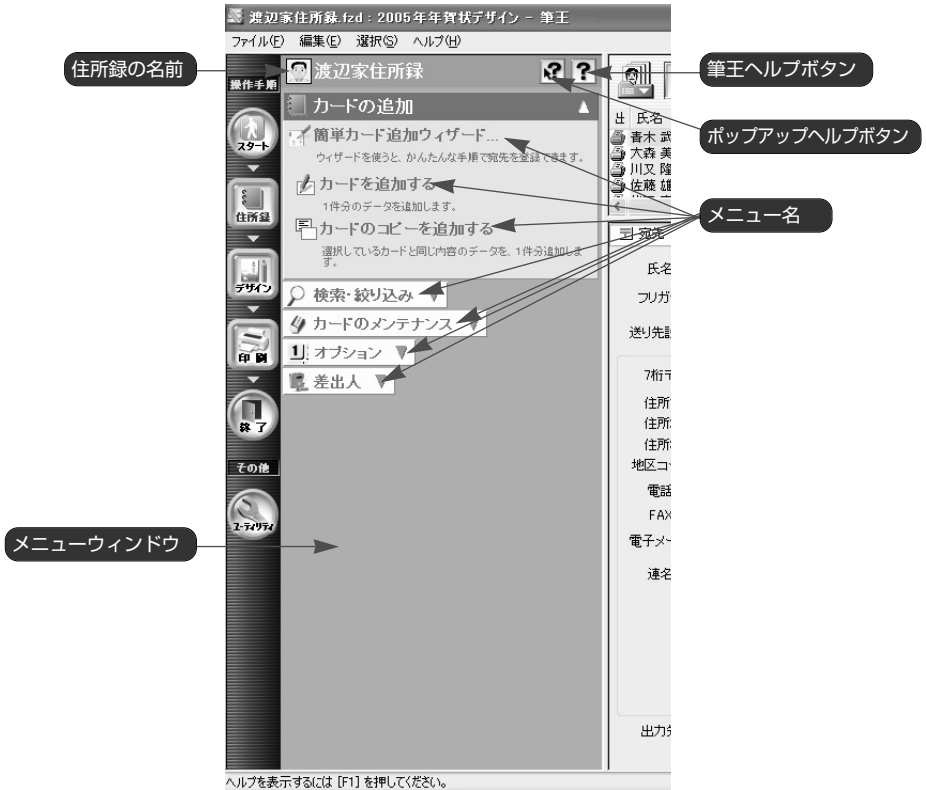 渡辺家住所録.fzd : 2005年年賀状デザイン - 筆王
ファイル(F) 編集(E) 選択(S) ヘルプ(H)
住所録の名前
操作手順
渡辺家住所録
筆王ヘルプボタン
カードの追加
ポップアップヘルプボタン
簡単カード追加ウィザード...
ウィザードを使うと、かんたんな手順で宛先を登録できます。
カードを追加する
1件分のデータを追加します。
カードのコピーを追加する
選択しているカードと同じ内容のデータを、1件分追加しま
す。
メニュー名
検索・絞り込み
カードのメンテナンス
オプション
差出人
スタート
住所録
デザイン
印刷
終了
その他
ユーティリティ
メニューウィンドウ
出 氏名
青木 武
大森 美
川又 隆
佐藤 雄
宛先
氏名
フリガ
送り先
7桁
住所
住所
住所
地区コ
電話
FAX
電子メー
連名
出力
ヘルプを表示するには [F1] を押してください。